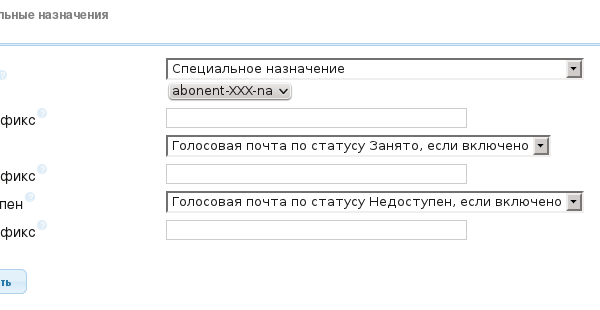 льные назначения
Специальное назначение
abonent-XXX-na
фикс
Голосовая почта по статусу Занято, если включено
фикс
пен
Голосовая почта по статусу Недоступен, если включено
фикс
ть